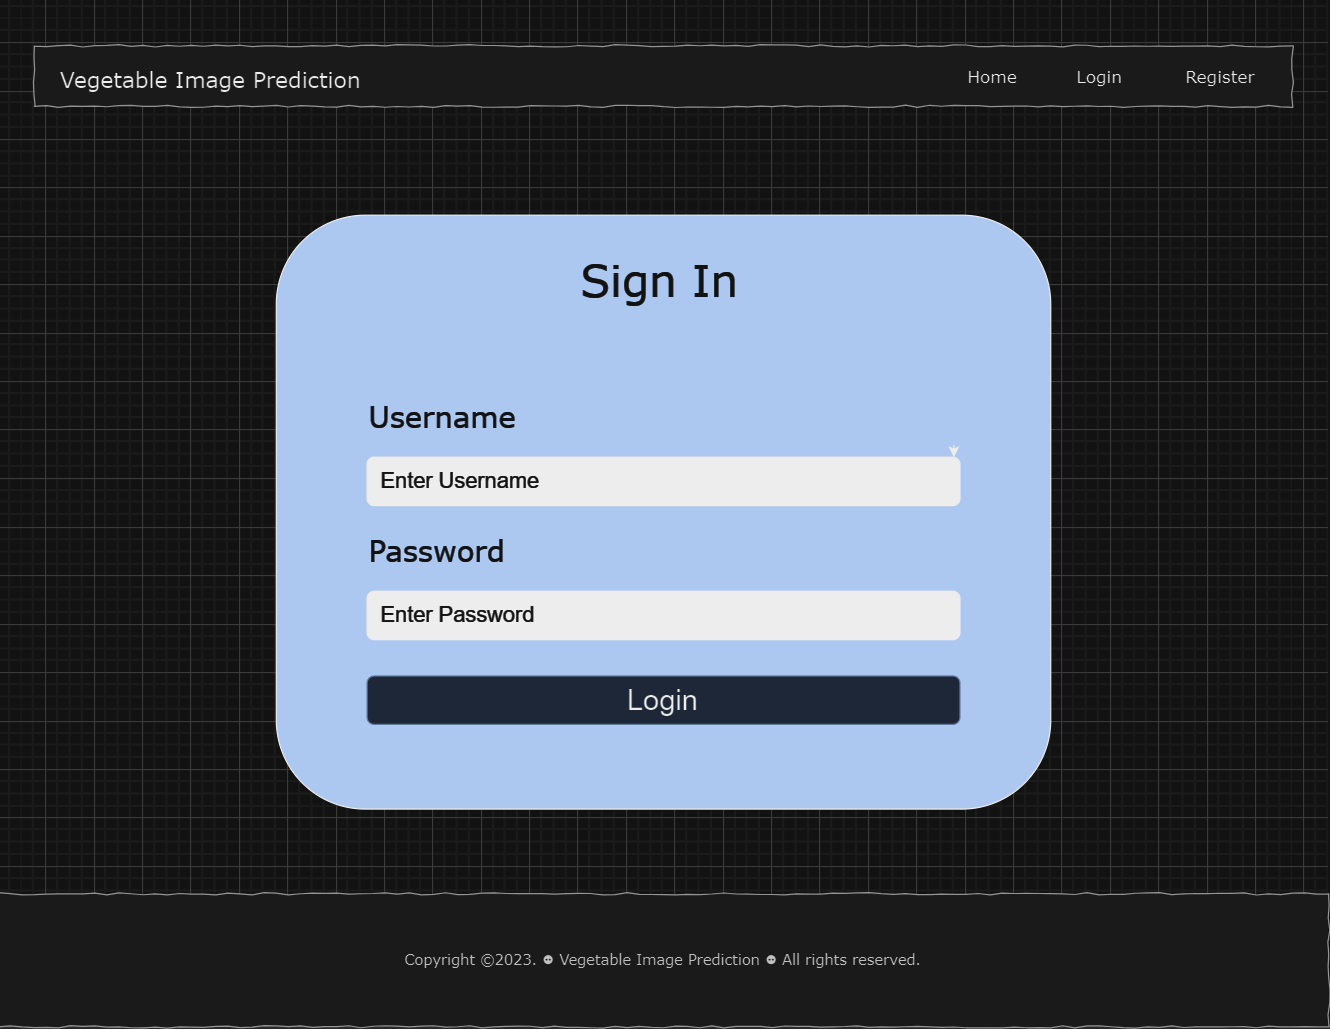 Vegetable Image Prediction Home Login Register
Sign In
Username
Enter Username
Password
Enter Password
Login
Copyright ©2023. ⚉ Vegetable Image Prediction ⚉ All rights reserved.